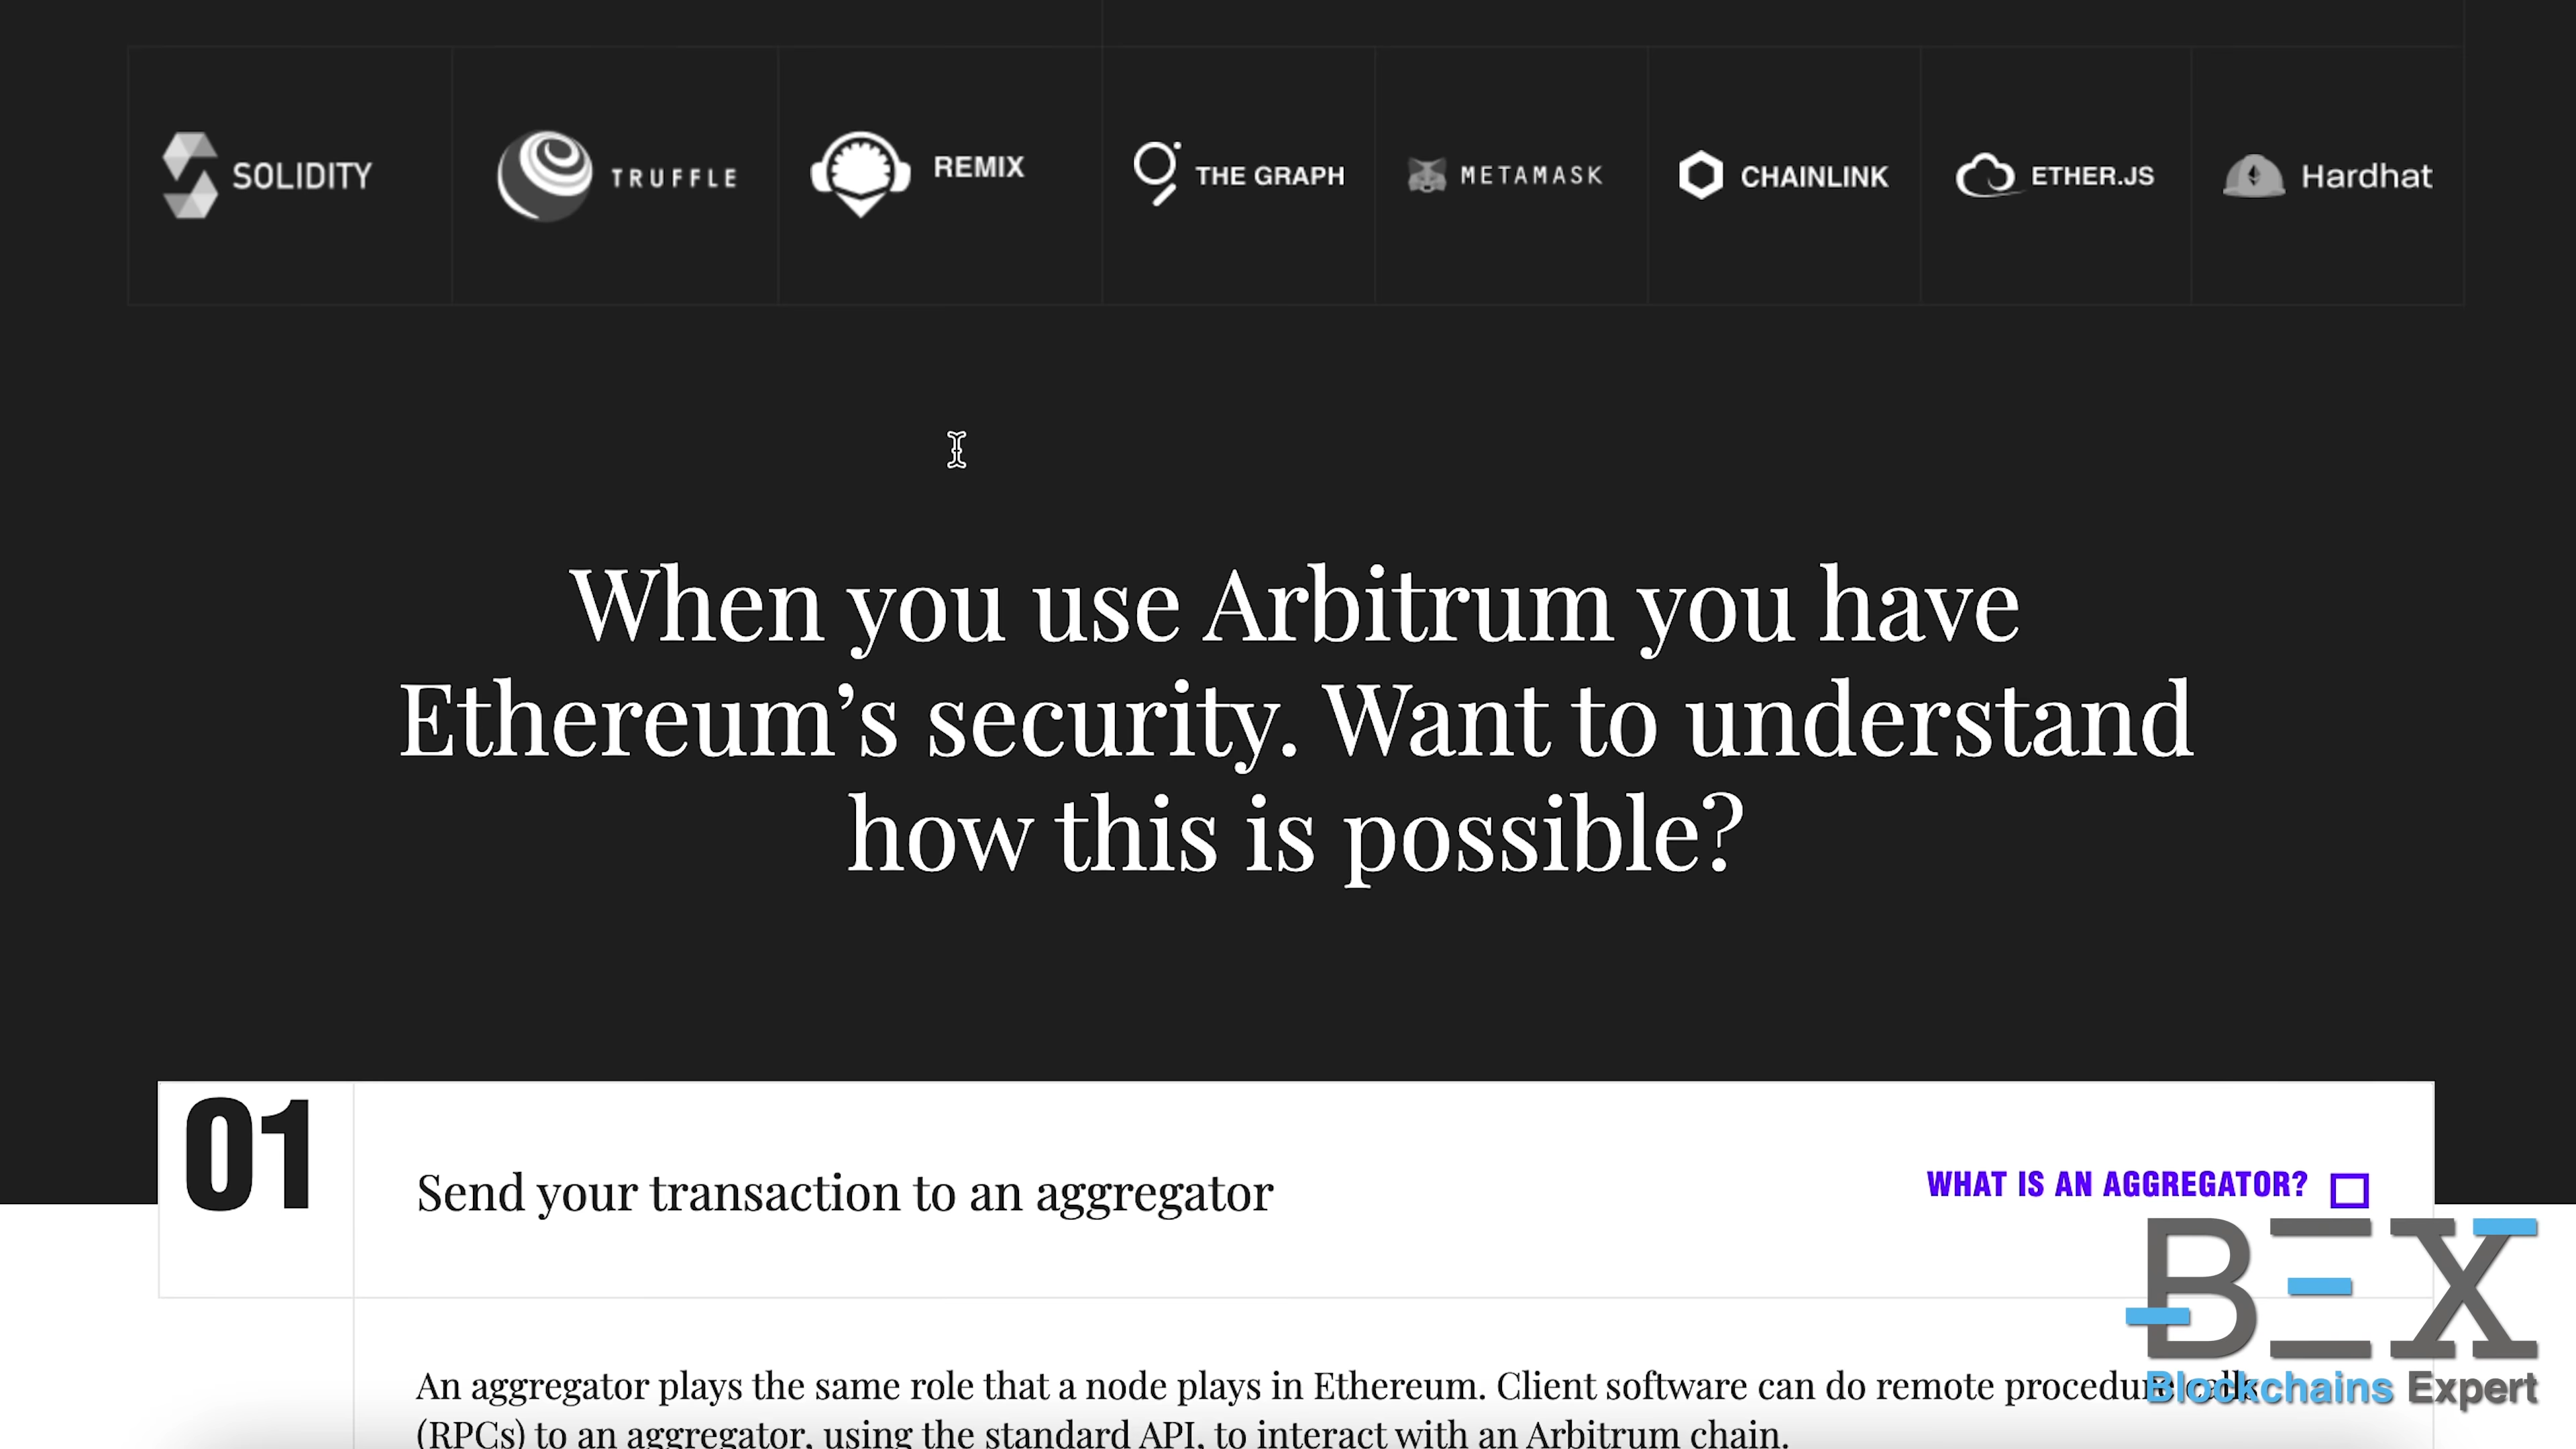 SOLIDITY
TRUFFLE
REMIX
THE GRAPH
METAMASK
CHAINLINK
ETHER.JS
Hardhat
When you use Arbitrum you have
Ethereum’s security. Want to understand
how this is possible?
01
Send your transaction to an aggregator
WHAT IS AN AGGREGATOR?
An aggregator plays the same role that a node plays in Ethereum. Client software can do remote procedure calls
(RPCs) to an aggregator, using the standard API, to interact with an Arbitrum chain.
BEX
Blockchains Expert